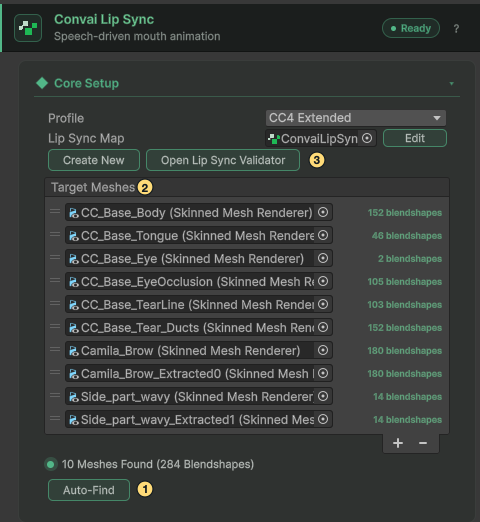 Convai Lip Sync
Speech-driven mouth animation
Ready
?
Core Setup
Profile
CC4 Extended
Lip Sync Map
ConvaiLipSyn
Edit
Create New
Open Lip Sync Validator
3
Target Meshes 2
CC_Base_Body (Skinned Mesh Renderer) 152 blendshapes
CC_Base_Tongue (Skinned Mesh Rendere 46 blendshapes
CC_Base_Eye (Skinned Mesh Renderer) 2 blendshapes
CC_Base_EyeOcclusion (Skinned Mesh R 105 blendshapes
CC_Base_TearLine (Skinned Mesh Render 103 blendshapes
CC_Base_Tear_Ducts (Skinned Mesh Ren 152 blendshapes
Camila_Brow (Skinned Mesh Renderer) 180 blendshapes
Camila_Brow_Extracted0 (Skinned Mesh 180 blendshapes
Side_part_wavy (Skinned Mesh Renderer 14 blendshapes
Side_part_wavy_Extracted1 (Skinned Mes 14 blendshapes
+ −
10 Meshes Found (284 Blendshapes)
Auto-Find 1